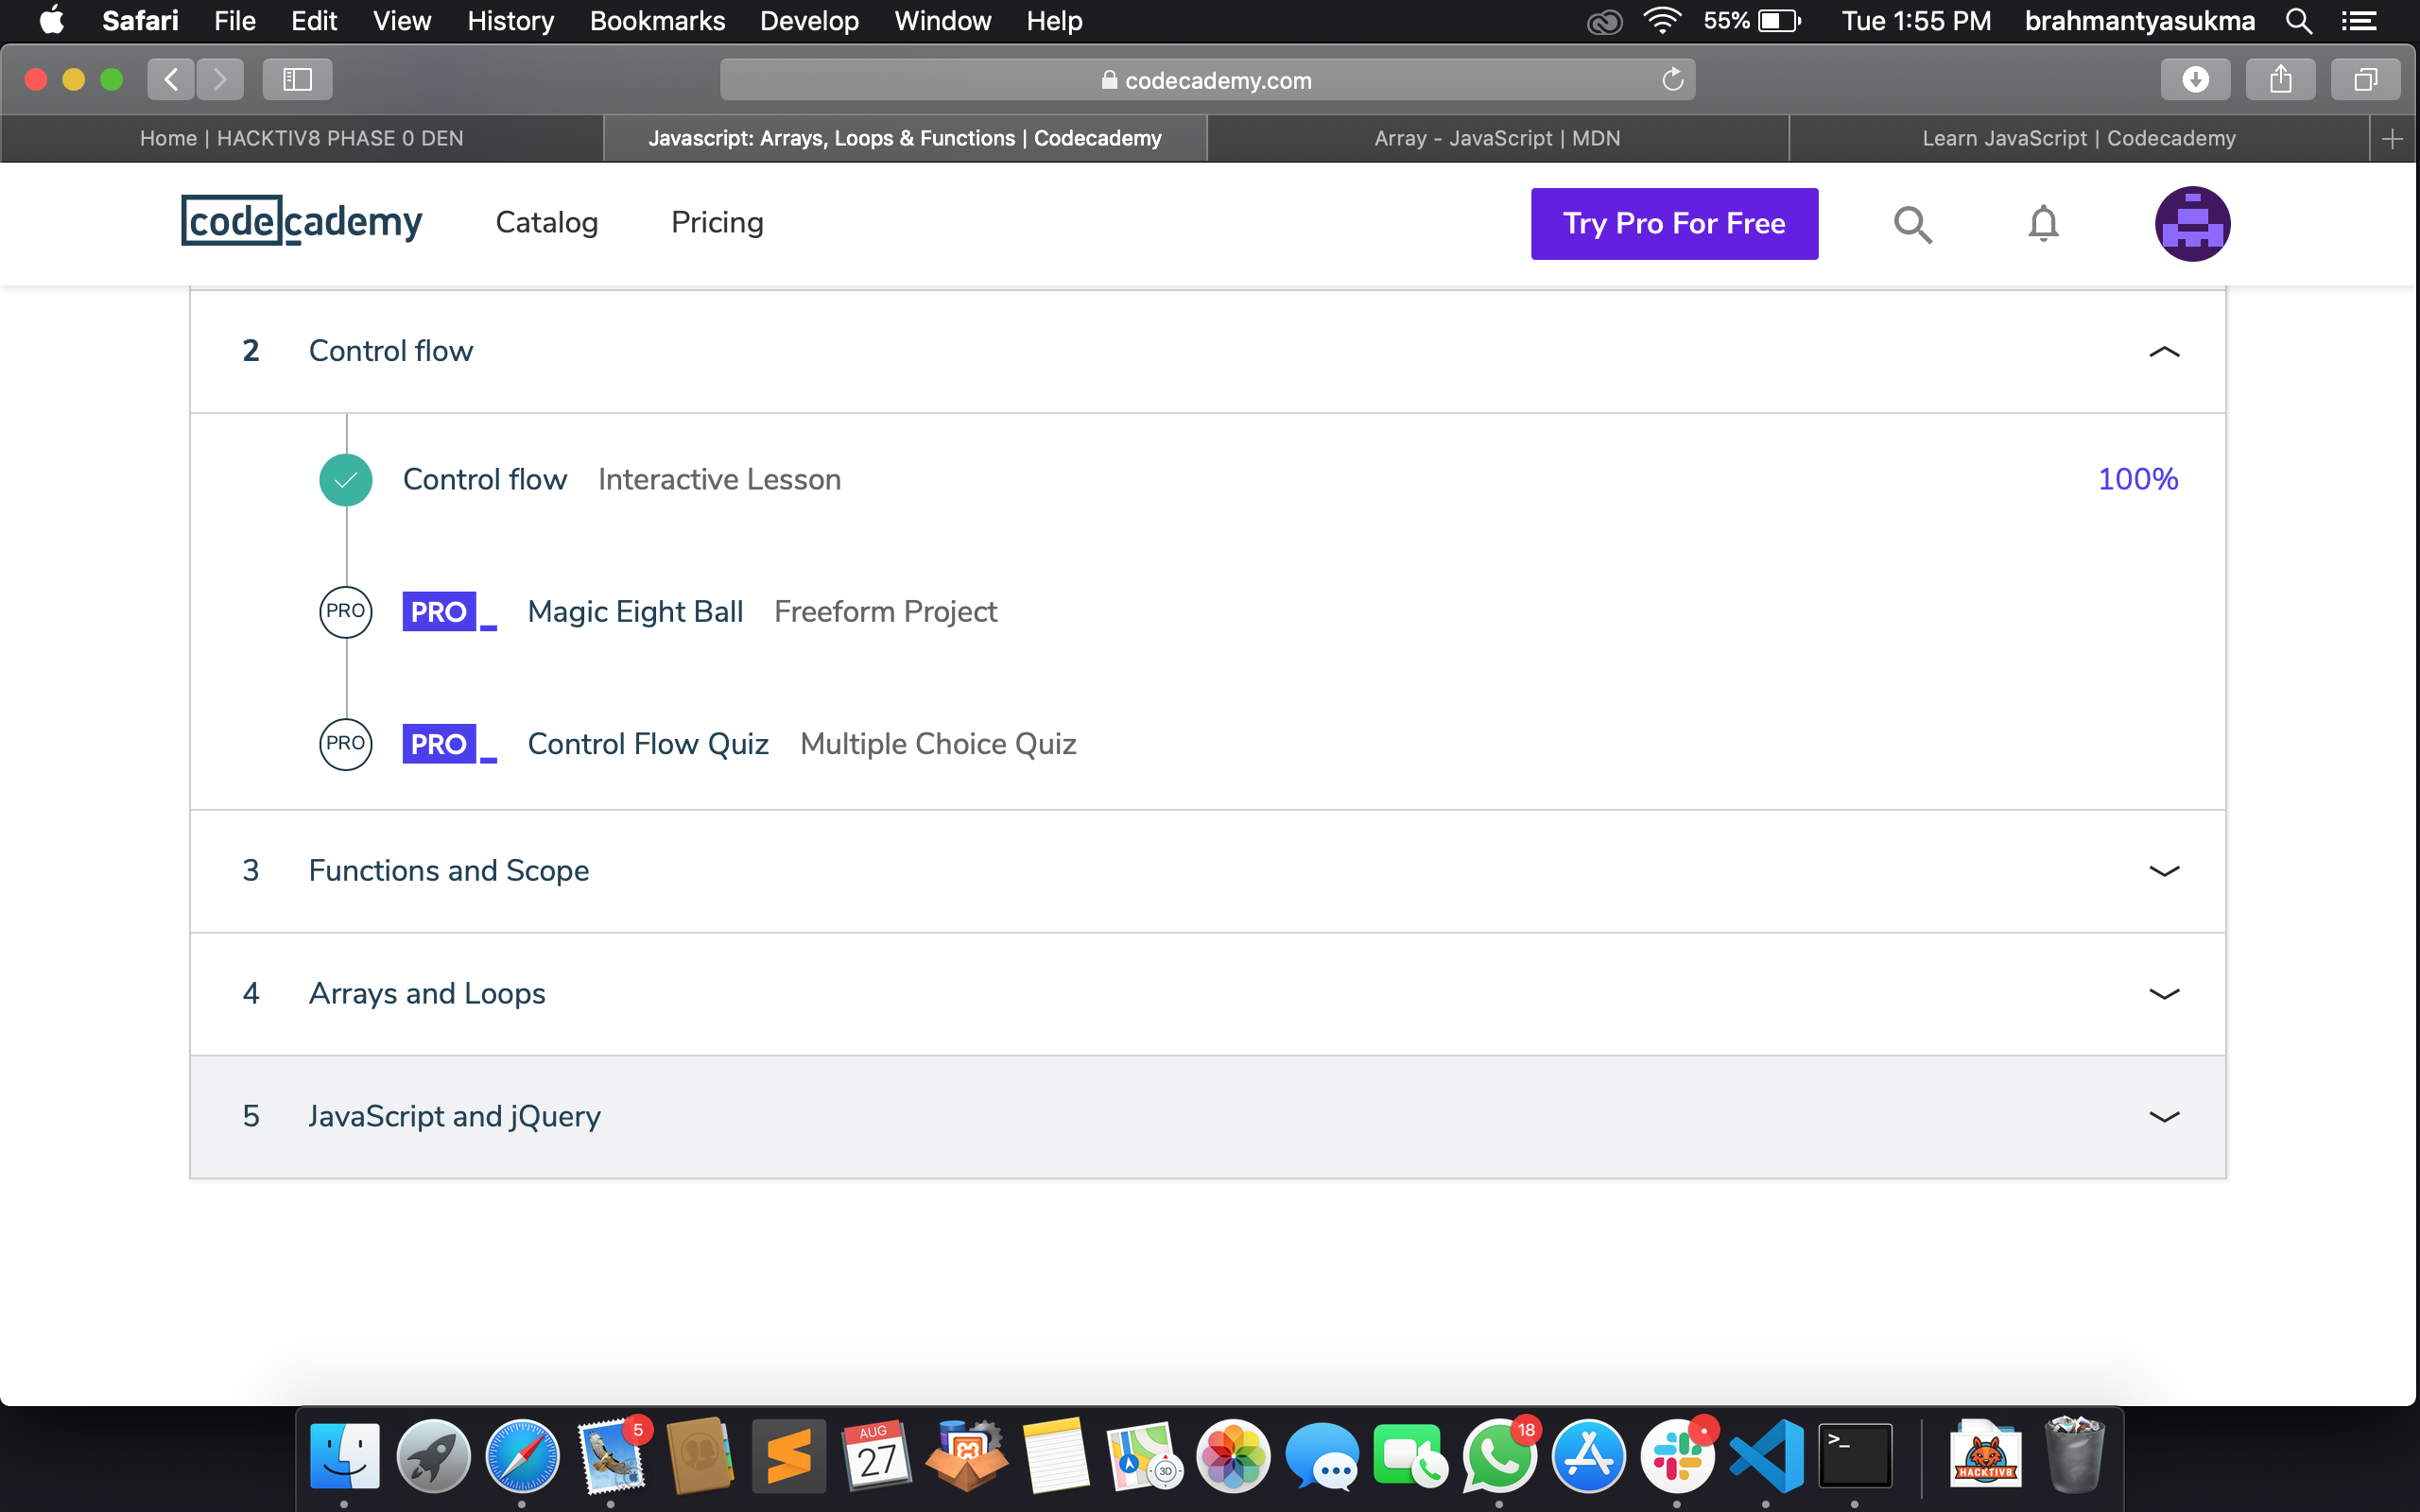 Safari File Edit View History Bookmarks Develop Window Help 55% Tue 1:55 PM brahmantyasukma
codecademy.com
Home | HACKTIV8 PHASE 0 DEN Javascript: Arrays, Loops & Functions | Codecademy Array - JavaScript | MDN Learn JavaScript | Codecademy
codecademy Catalog Pricing Try Pro For Free
2 Control flow
Control flow Interactive Lesson 100%
PRO PRO_ Magic Eight Ball Freeform Project
PRO PRO_ Control Flow Quiz Multiple Choice Quiz
3 Functions and Scope
4 Arrays and Loops
5 JavaScript and jQuery
5 AUG 27 3D 18 >_ HACKTIV8